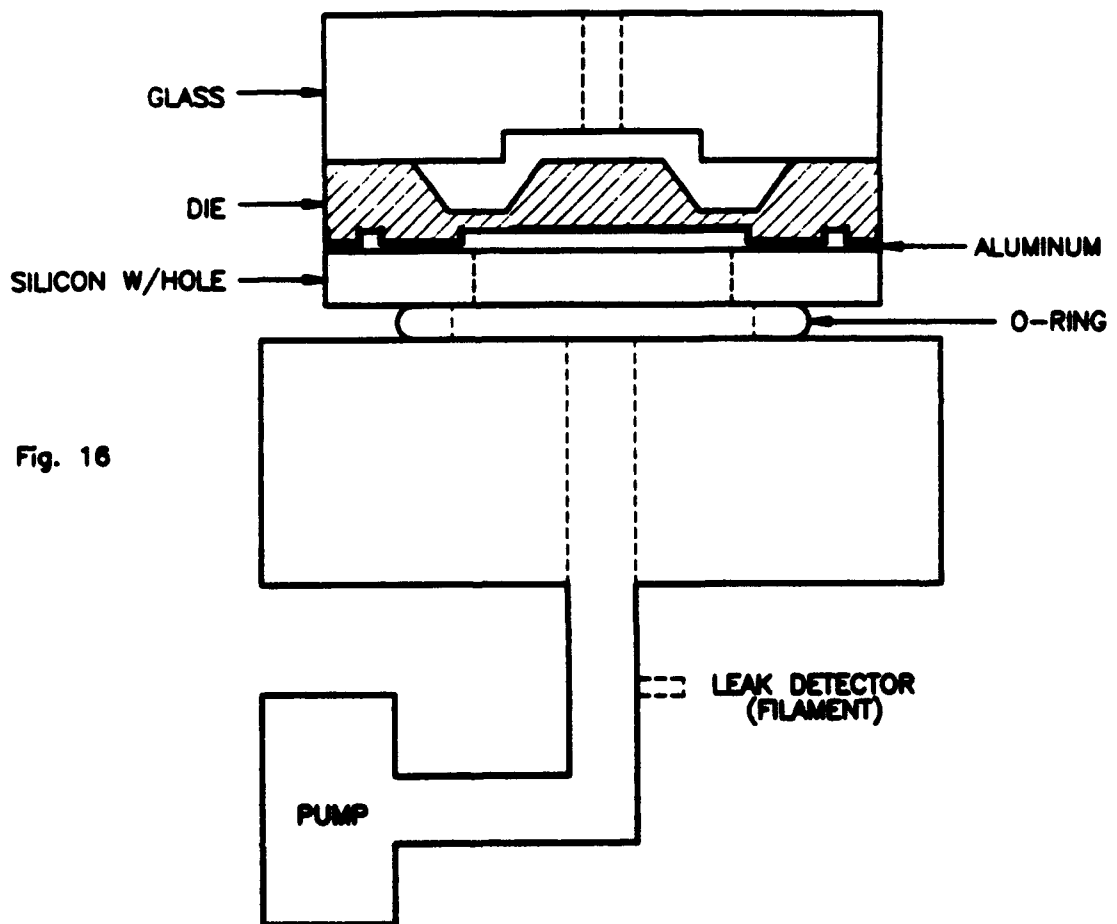 GLASS
DIE
ALUMINUM
SILICON W/HOLE
O-RING
Fig. 16
LEAK DETECTOR
(FILAMENT)
PUMP